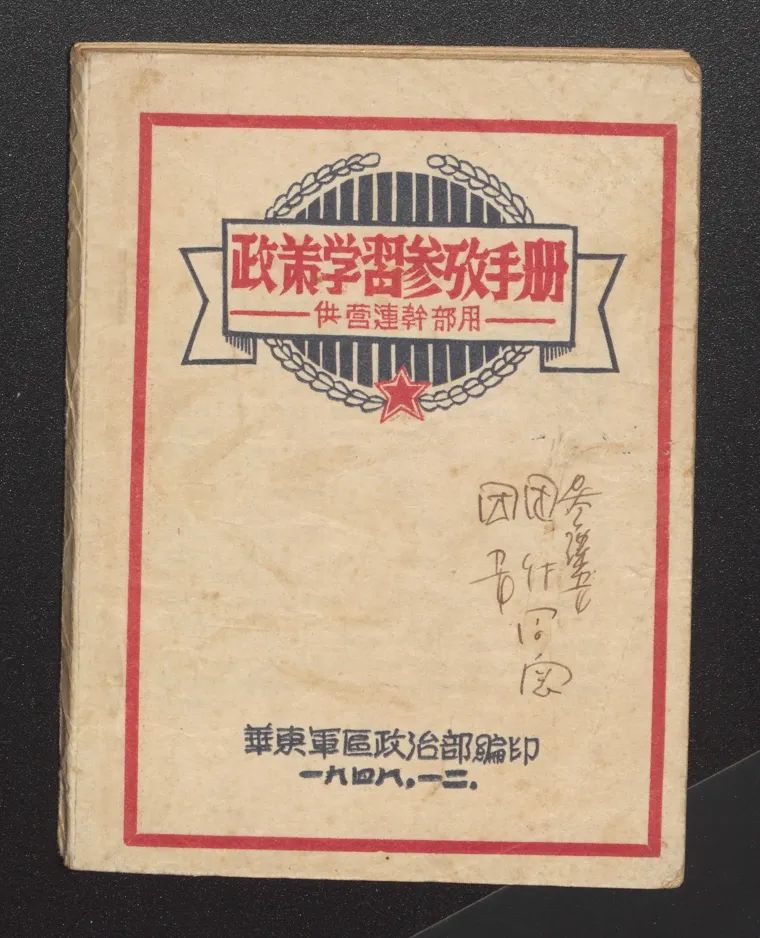 政策学習参攷手册
供营連幹部用
華東軍區政治部編印
一九四八.一二.